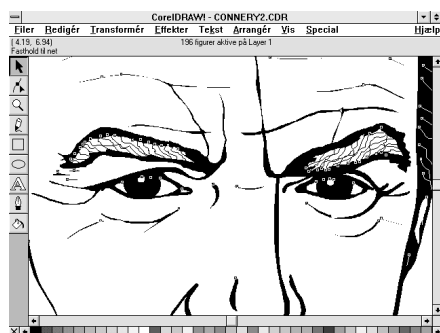 CorelDRAW! - CONNERY2.CDR
Filer Redigér Transformér Effekter Tekst Arrangér Vis Special Hjælp
( 4.19, 6.94) 196 figurer aktive på Layer 1
Fasthold til net